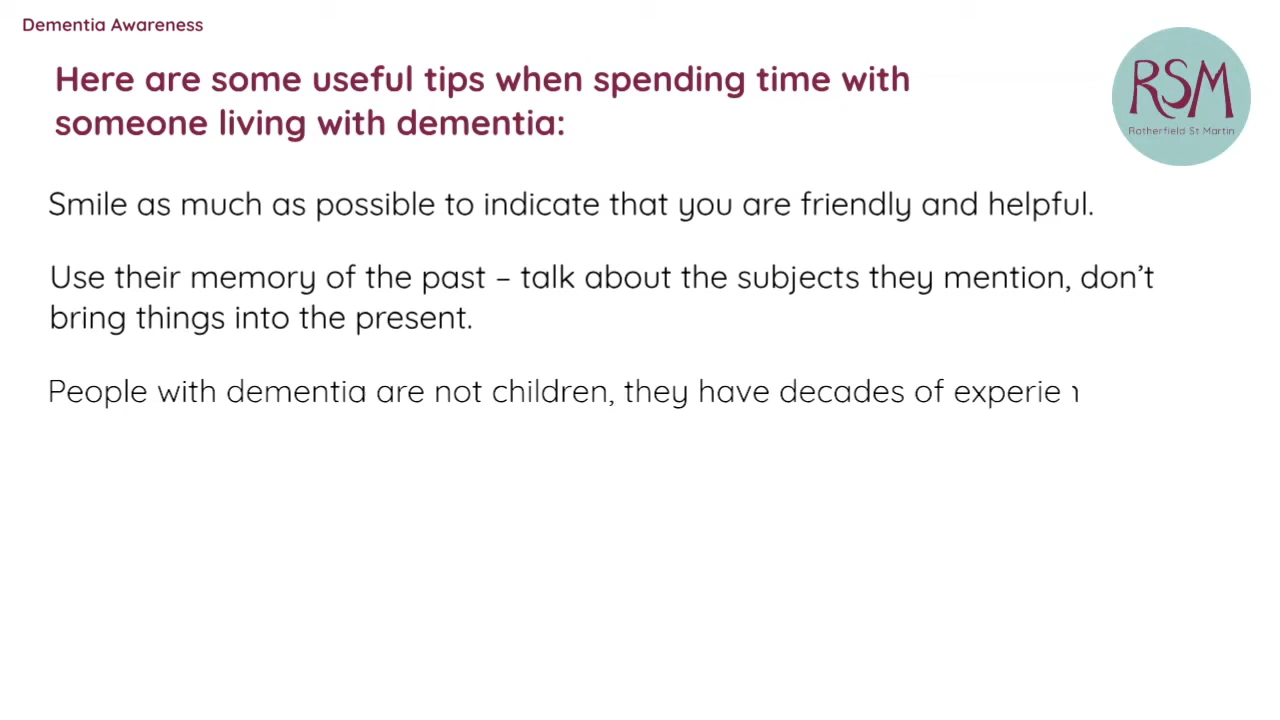 Dementia Awareness
Here are some useful tips when spending time with
someone living with dementia:
RSM
Rotherfield St Martin
Smile as much as possible to indicate that you are friendly and helpful.
Use their memory of the past – talk about the subjects they mention, don't
bring things into the present.
People with dementia are not children, they have decades of experie